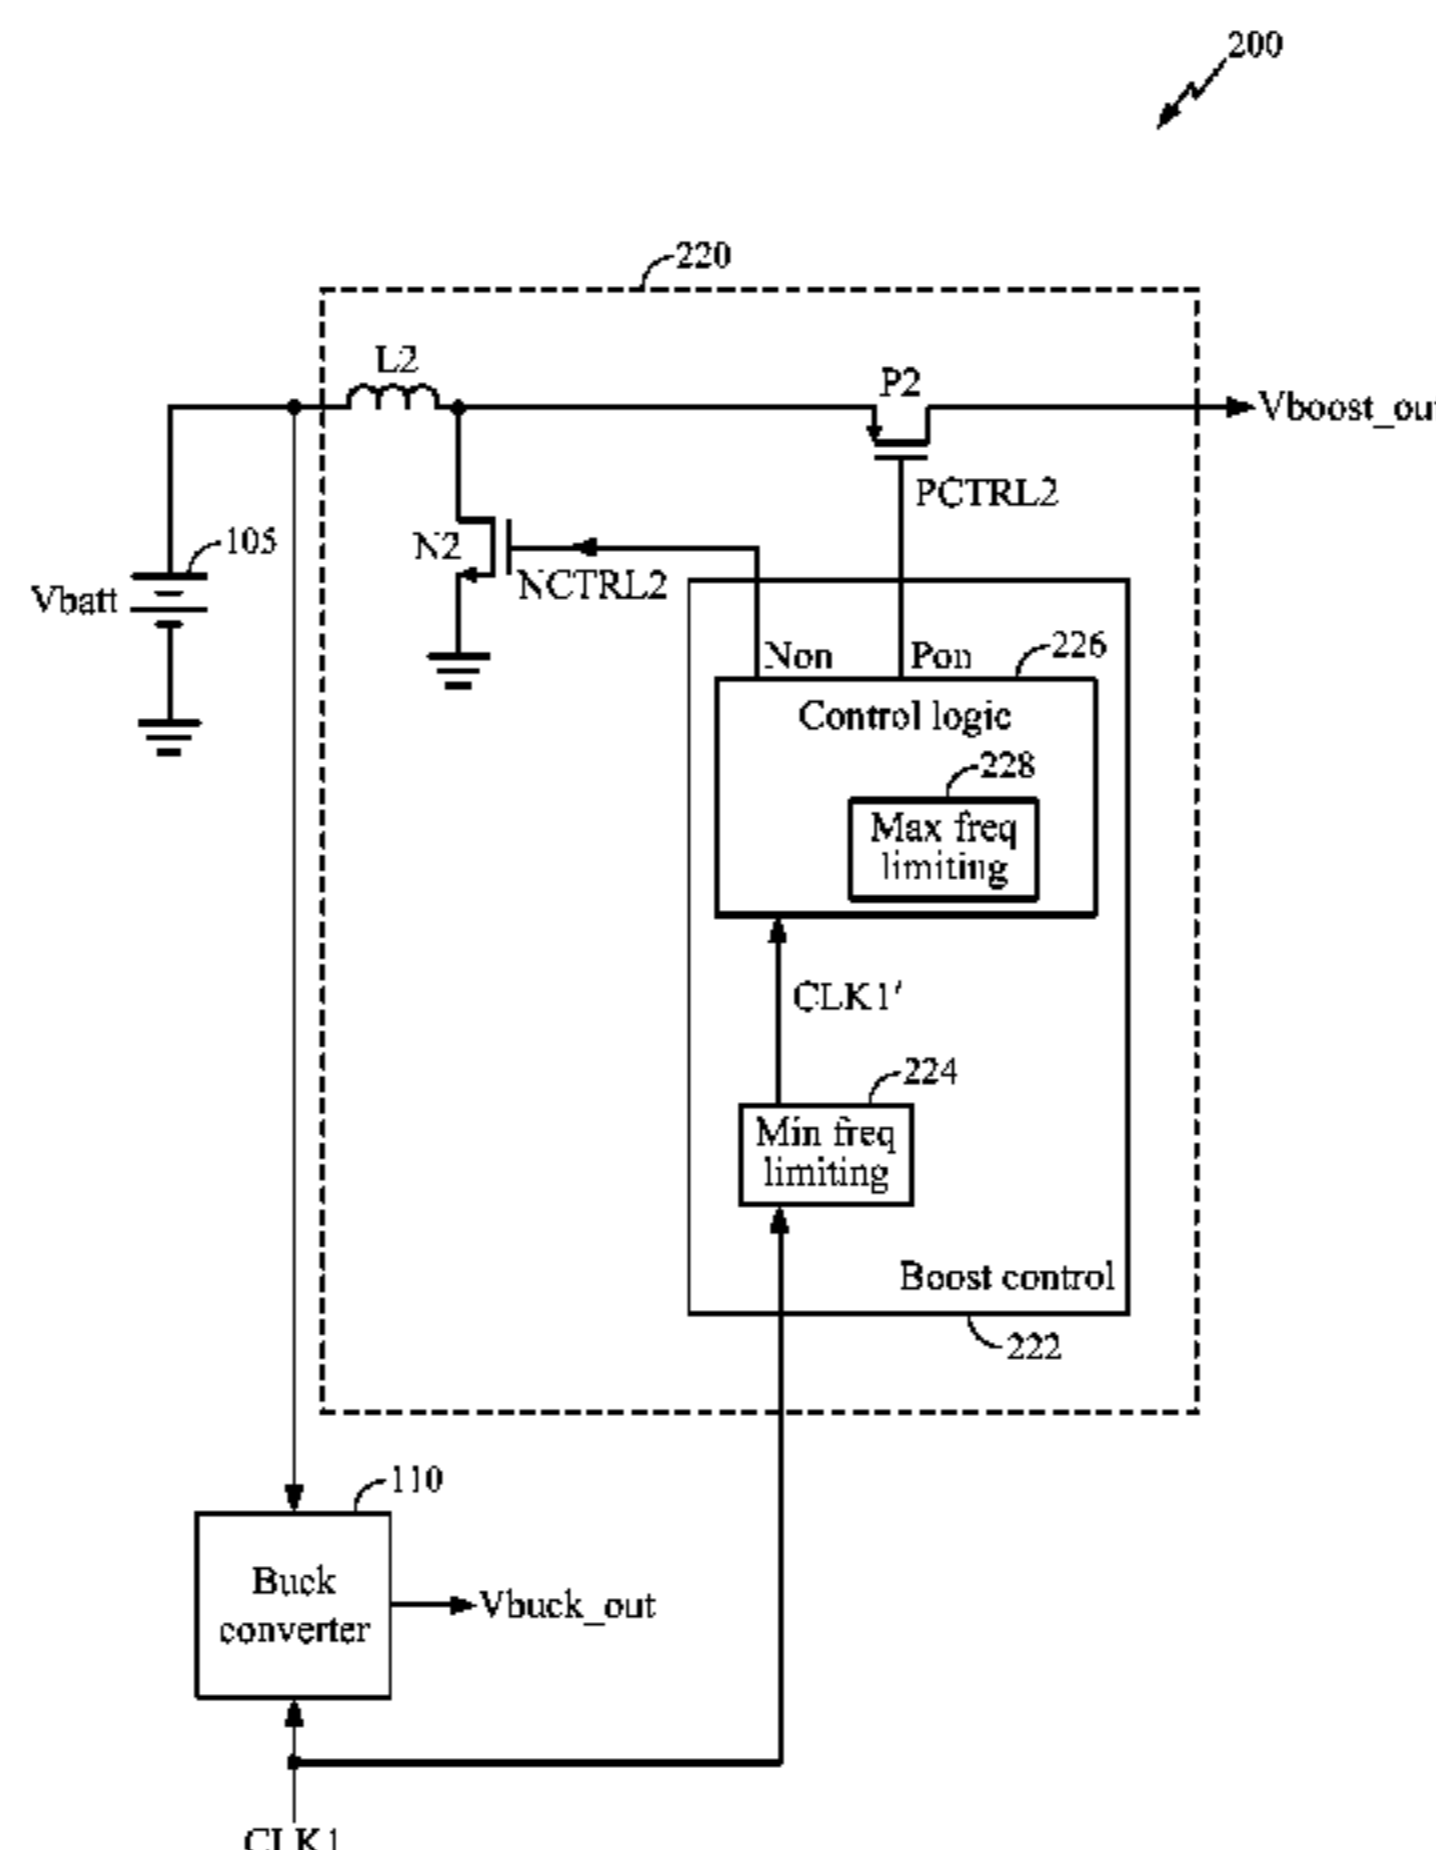 200
220
L2
P2
Vboost_out
PCTRL2
105
N2
NCTRL2
Vbatt
Non
Pon
226
Control logic
228
Max freq
limiting
CLK1'
224
Min freq
limiting
Boost control
222
110
Buck
converter
Vbuck_out
CLK1